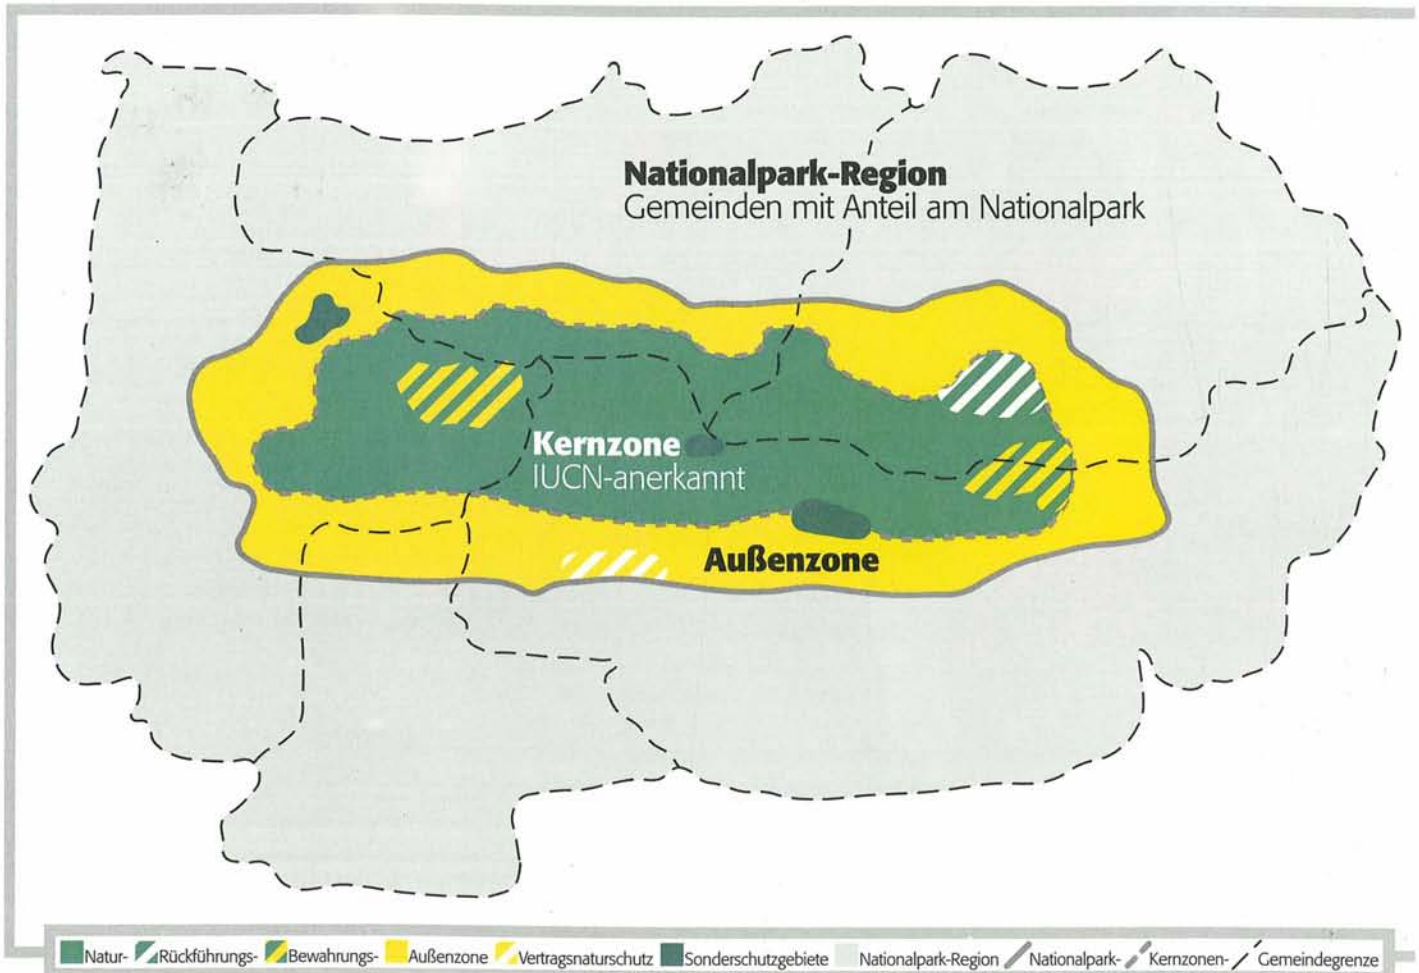 Nationalpark-Region
Gemeinden mit Anteil am Nationalpark
Kernzone
IUCN-anerkannt
Außenzone
Natur- Rückführungs- Bewahrungs- Außenzone Vertragsnaturschutz Sonderschutzgebiete Nationalpark-Region Nationalpark- Kernzonen- Gemeindegrenze